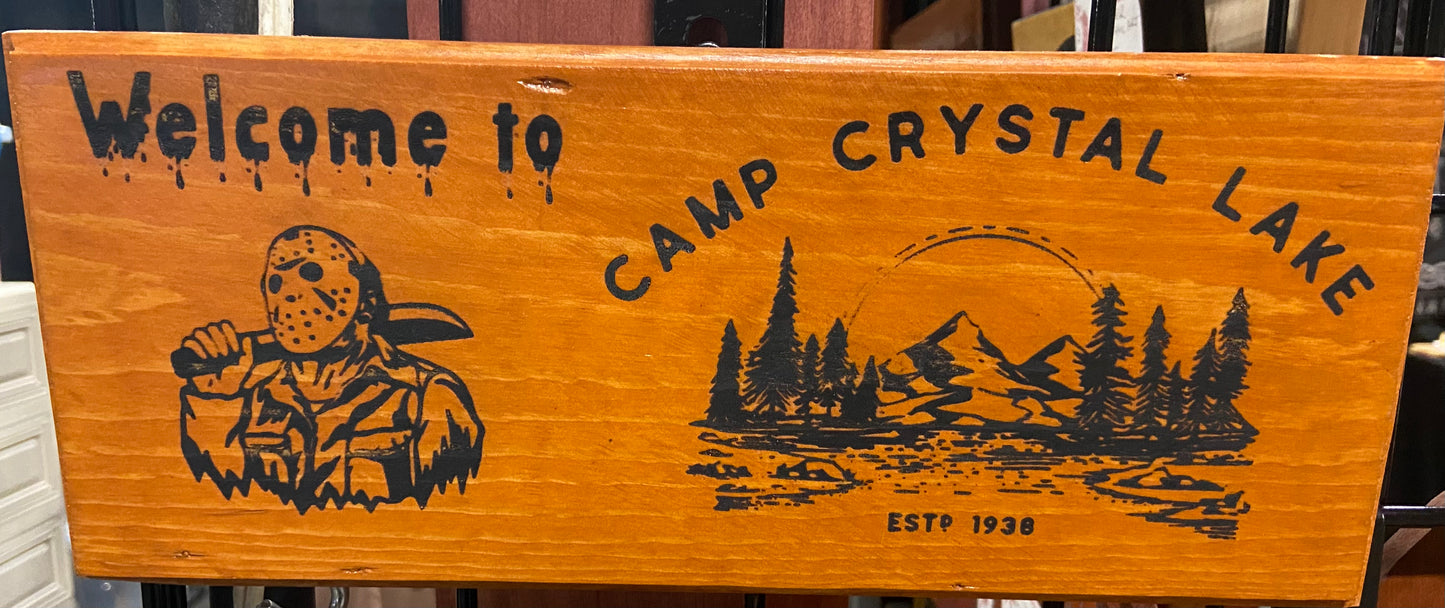 Welcome to
CAMP CRYSTAL LAKE
ESTD 1938